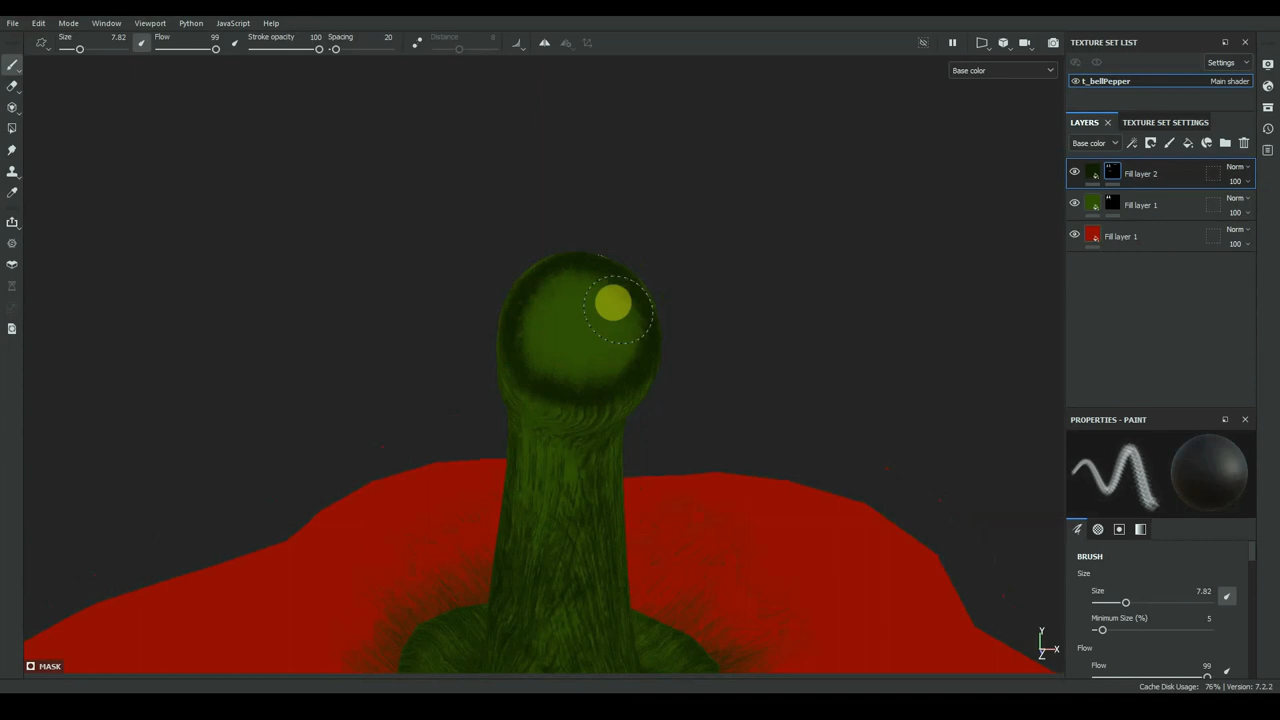 File Edit Mode Window Viewport Python JavaScript Help
Size 7.82 Flow 99 Stroke opacity 100 Spacing 20 Distance 8
Base color
TEXTURE SET LIST
Settings
t_bellPepper Main shader
LAYERS TEXTURE SET SETTINGS
Base color
Fill layer 2 Norm
100
Fill layer 1 Norm
100
Fill layer 1 Norm
100
PROPERTIES - PAINT
BRUSH
Size
Size 7.82
Minimum Size (%) 5
Flow
Flow 99
Y
X
Z
MASK
Cache Disk Usage: 76% | Version: 7.2.2